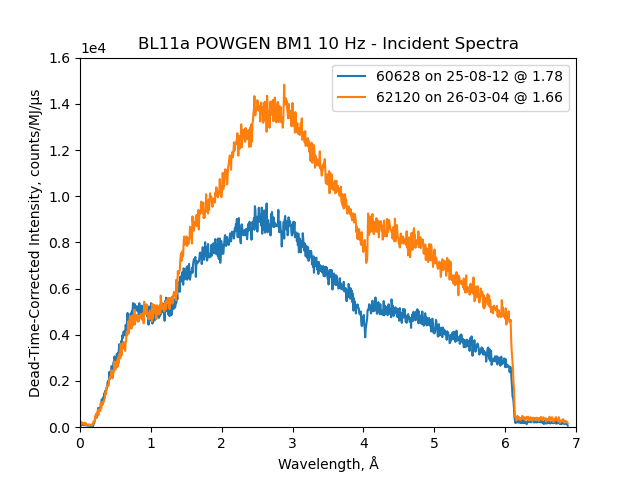 BL11a POWGEN BM1 10 Hz - Incident Spectra
1e4
60628 on 25-08-12 @ 1.78
62120 on 26-03-04 @ 1.66
1.6
1.4
1.2
1.0
0.8
0.6
0.4
0.2
0.0
Dead-Time-Corrected Intensity, counts/MJ/μs
0 1 2 3 4 5 6 7
Wavelength, Å